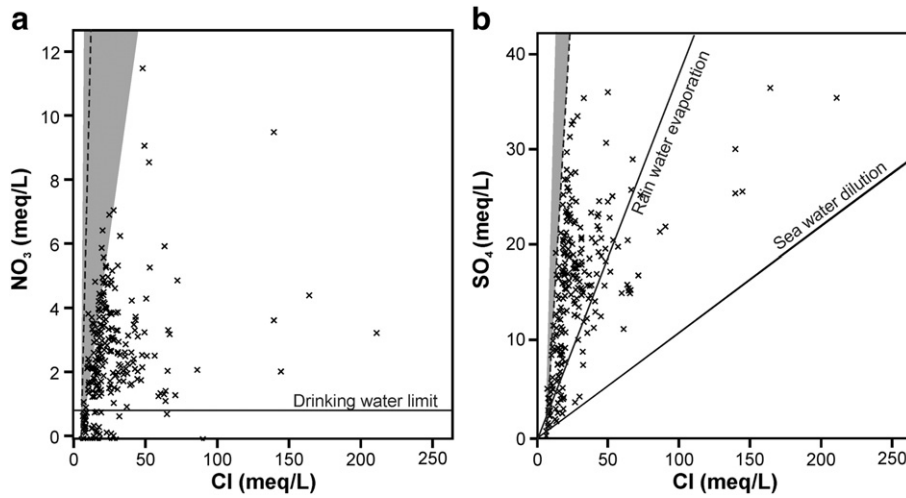 a
12
10
8
6
4
2
0
NO3 (meq/L)
Drinking water limit
0 50 100 150 200 250
Cl (meq/L)
b
40
30
20
10
0
SO4 (meq/L)
Rain water evaporation
Sea water dilution
0 50 100 150 200 250
Cl (meq/L)